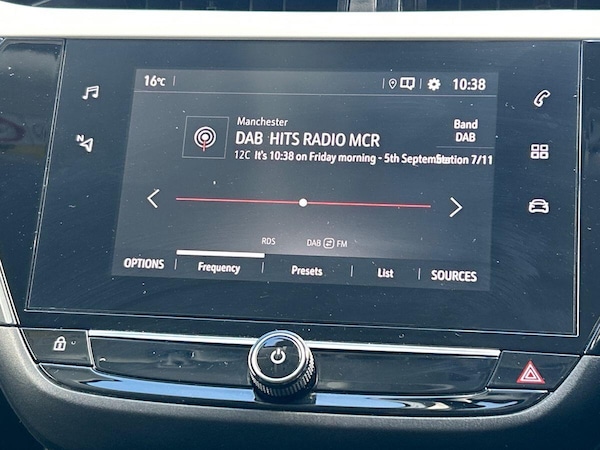 16°C 10:38
Manchester
DAB HITS RADIO MCR
Band
DAB
12C It's 10:38 on Friday morning - 5th September
Station 7/11
N
RDS DAB FM
OPTIONS Frequency Presets List SOURCES